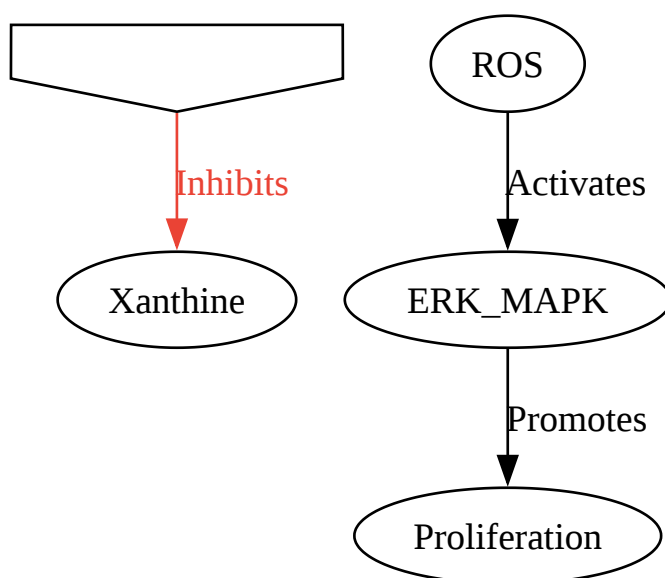 ROS
Inhibits
Activates
Xanthine
ERK_MAPK
Promotes
Proliferation